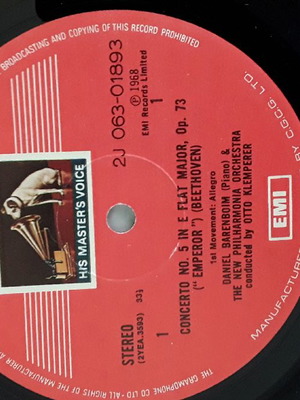 BROADCASTING AND COPYING OF THIS RECORD PROHIBITED
BY CGCG LTD
2J 063-01893
Ⓟ 1968
EMI Records Limited
1
HIS MASTER'S VOICE
EMI
STEREO
(2YEA.3593) 33⅓
1
CONCERTO NO. 5 IN E FLAT MAJOR, Op. 73
("EMPEROR") (BEETHOVEN)
1st Movement: Allegro
DANIEL BARENBOIM (Piano) &
THE NEW PHILHARMONIA ORCHESTRA
conducted by OTTO KLEMPERER
THE GRAMOPHONE CO LTD • ALL RIGHTS OF THE MANUFACTURER A
MANUFACTURE